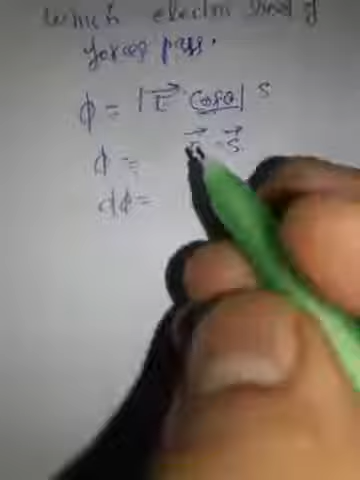 which electric lines of
forces pass.
ϕ = |E⃗ cosθ| S
ϕ = E⃗ · S⃗
dϕ =